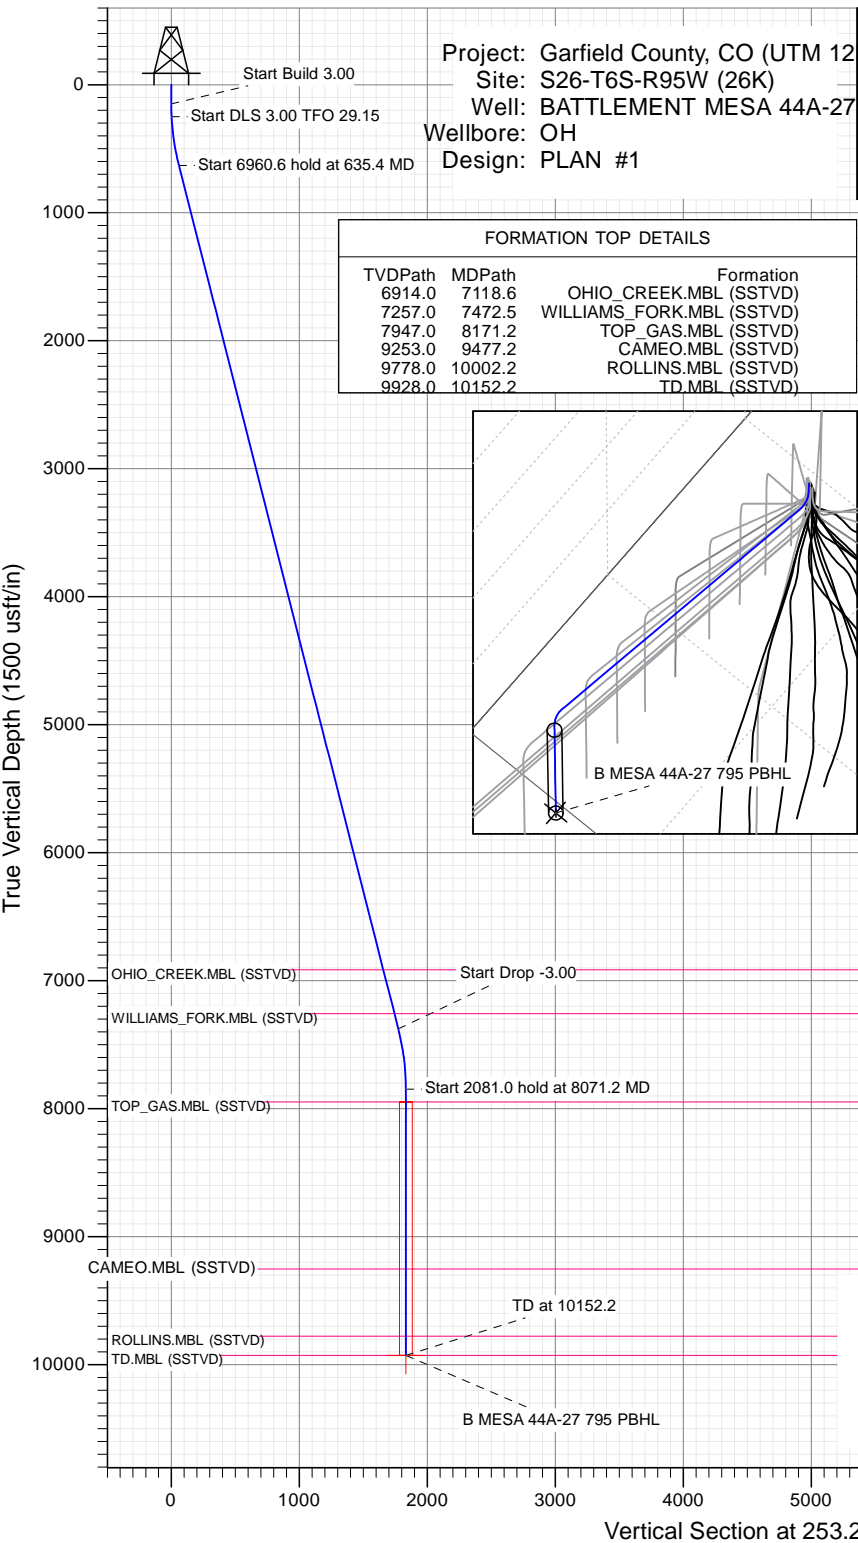 Project: Garfield County, CO (UTM 12
Site: S26-T6S-R95W (26K)
Well: BATTLEMENT MESA 44A-27
Wellbore: OH
Design: PLAN #1
Start Build 3.00
Start DLS 3.00 TFO 29.15
Start 6960.6 hold at 635.4 MD
FORMATION TOP DETAILS
TVDPath MDPath Formation
6914.0 7118.6 OHIO_CREEK.MBL (SSTVD)
7257.0 7472.5 WILLIAMS_FORK.MBL (SSTVD)
7947.0 8171.2 TOP_GAS.MBL (SSTVD)
9253.0 9477.2 CAMEO.MBL (SSTVD)
9778.0 10002.2 ROLLINS.MBL (SSTVD)
9928.0 10152.2 TD.MBL (SSTVD)
B MESA 44A-27 795 PBHL
True Vertical Depth (1500 usft/in)
0
1000
2000
3000
4000
5000
6000
7000
8000
9000
10000
OHIO_CREEK.MBL (SSTVD)
Start Drop -3.00
WILLIAMS_FORK.MBL (SSTVD)
Start 2081.0 hold at 8071.2 MD
TOP_GAS.MBL (SSTVD)
CAMEO.MBL (SSTVD)
TD at 10152.2
ROLLINS.MBL (SSTVD)
TD.MBL (SSTVD)
B MESA 44A-27 795 PBHL
0 1000 2000 3000 4000 5000
Vertical Section at 253.2